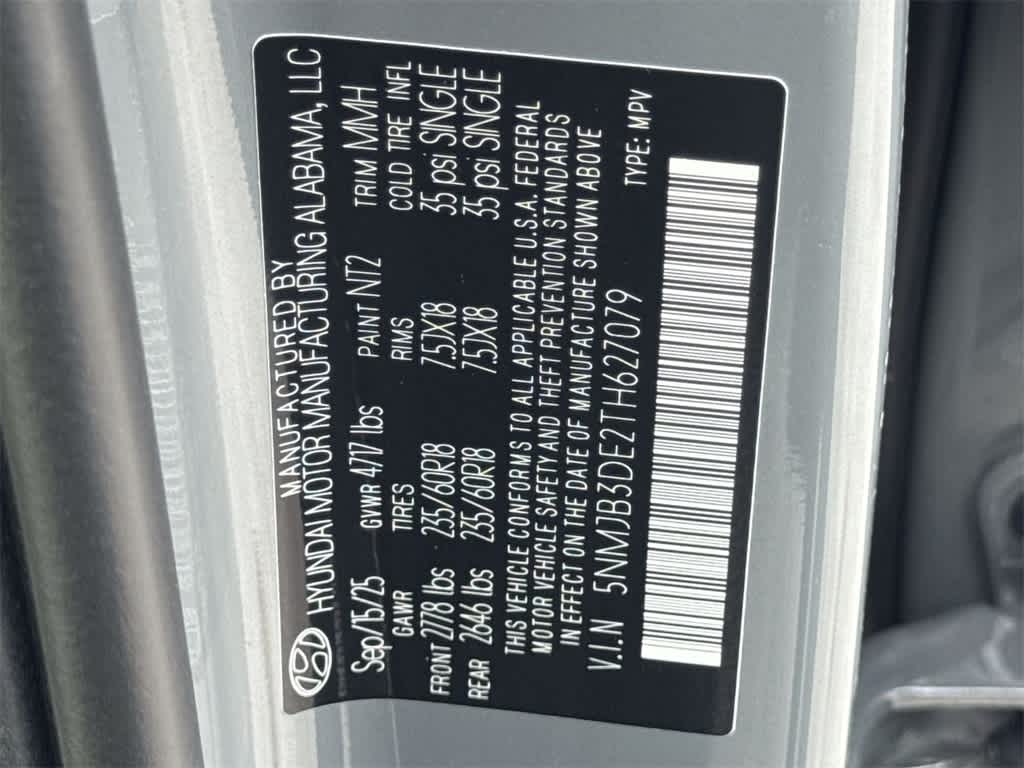 MANUFACTURED BY
HYUNDAI MOTOR MANUFACTURING ALABAMA, LLC
Sep/15/25 GVWR 4717 lbs PAINT NT2 TRIM MMH
GAWR TIRES RIMS COLD TIRE INFL
FRONT 2778 lbs 235/60R18 7.5JX18 35 psi SINGLE
REAR 2646 lbs 235/60R18 7.5JX18 35 psi SINGLE
THIS VEHICLE CONFORMS TO ALL APPLICABLE U.S.A. FEDERAL
MOTOR VEHICLE SAFETY AND THEFT PREVENTION STANDARDS
IN EFFECT ON THE DATE OF MANUFACTURE SHOWN ABOVE
V.I.N 5NMJB3DE2TH627079 TYPE: MPV